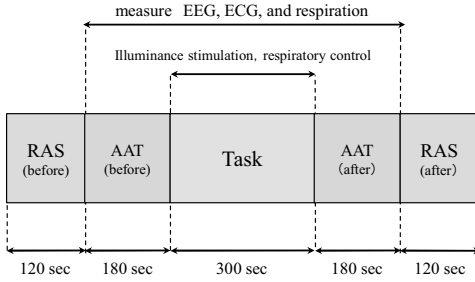 measure EEG, ECG, and respiration
Illuminance stimulation, respiratory control
RAS
(before)
AAT
(before)
Task
AAT
(after)
RAS
(after)
120 sec
180 sec
300 sec
180 sec
120 sec